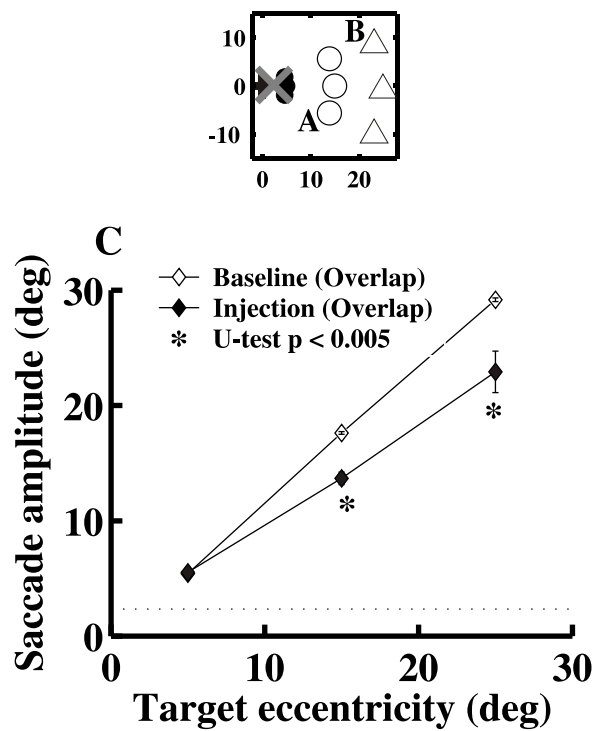 B
10
0
-10
A
0 10 20
C
Baseline (Overlap)
Injection (Overlap)
* U-test p < 0.005
30
20
10
0
*
*
Saccade amplitude (deg)
0 10 20 30
Target eccentricity (deg)